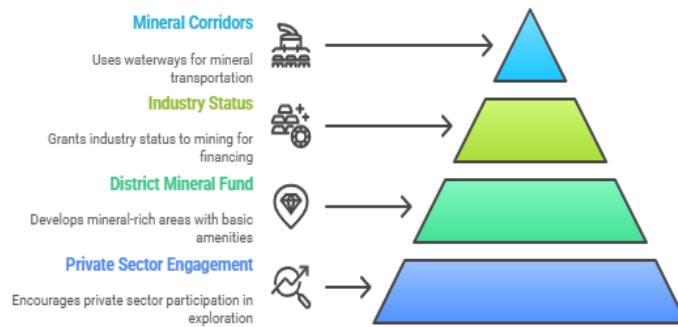 Mineral Corridors
Uses waterways for mineral
transportation
Industry Status
Grants industry status to mining for
financing
District Mineral Fund
Develops mineral-rich areas with basic
amenities
Private Sector Engagement
Encourages private sector participation in
exploration